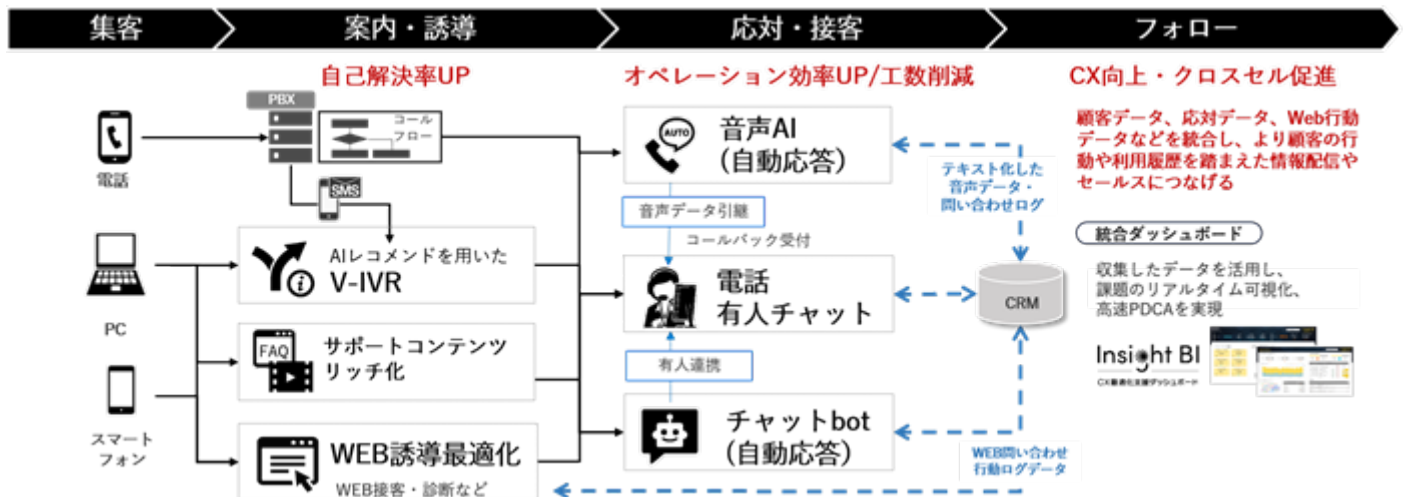 集客
案内・誘導
応対・接客
フォロー
自己解決率UP
オペレーション効率UP/工数削減
CX向上・クロスセル促進
PBX
コール
フロー
電話
SMS
AIレコメンドを用いた
V-IVR
PC
FAQ
サポートコンテンツ
リッチ化
スマート
フォン
WEB誘導最適化
WEB接客・診断など
AUTO
音声AI
(自動応答)
音声データ引継
コールバック受付
電話
有人チャット
有人連携
チャットbot
(自動応答)
テキスト化した
音声データ・
問い合わせログ
CRM
WEB問い合わせ
行動ログデータ
顧客データ、応対データ、Web行動
データなどを統合し、より顧客の行
動や利用履歴を踏まえた情報配信や
セールスにつなげる
統合ダッシュボード
収集したデータを活用し、
課題のリアルタイム可視化、
高速PDCAを実現
Insight BI
CX最適化支援ダッシュボード